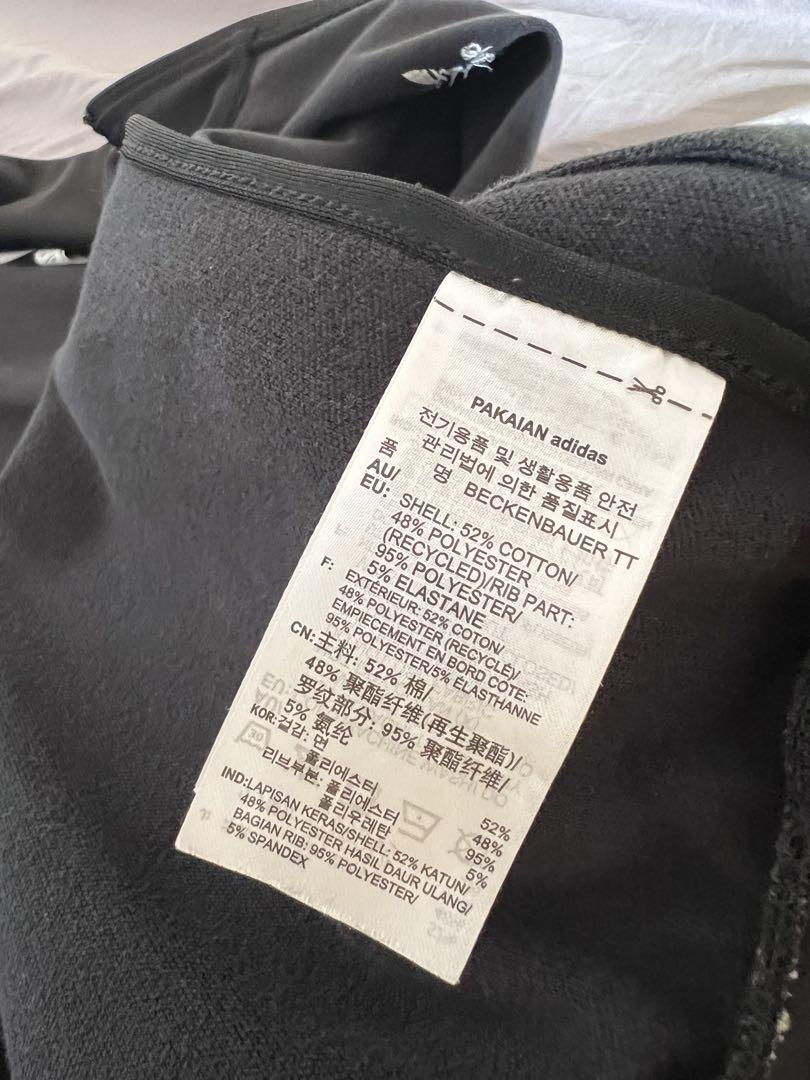 PAKAIAN adidas
전기용품 및 생활용품 안전
관리법에 의한 품질표시
품 명 BECKENBAUER TT
AU/
EU: SHELL: 52% COTTON/
48% POLYESTER
(RECYCLED)/RIB PART:
95% POLYESTER/
5% ELASTANE
F: EXTÉRIEUR: 52% COTON/
48% POLYESTER (RECYCLÉ)/
EMPIECEMENT EN BORD COTE:
95% POLYESTER/5% ÉLASTHANNE
CN: 主料: 52% 棉/
48% 聚酯纤维(再生聚酯)/
罗纹部分: 95% 聚酯纤维/
5% 氨纶
KOR: 겉감: 면 52%
폴리에스터 48%
리브부분: 폴리에스터 95%
폴리우레탄 5%
IND:LAPISAN KERAS/SHELL: 52% KATUN/
48% POLYESTER HASIL DAUR ULANG/
BAGIAN RIB: 95% POLYESTER/
5% SPANDEX